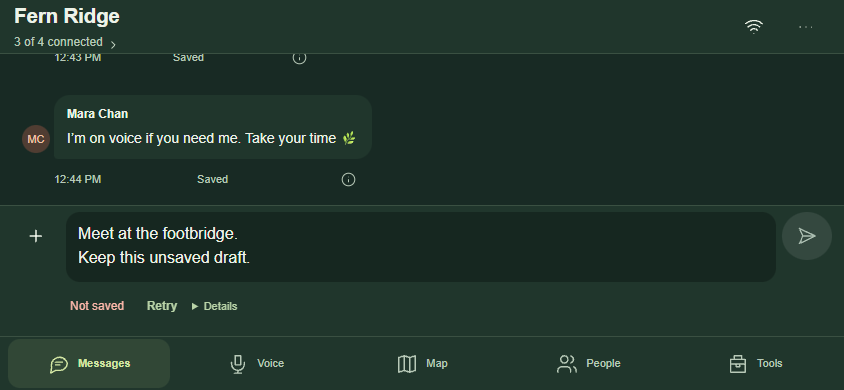 Fern Ridge
3 of 4 connected
12:43 PM Saved
Mara Chan
MC
I'm on voice if you need me. Take your time 🌿
12:44 PM Saved
Meet at the footbridge.
Keep this unsaved draft.
Not saved Retry Details
Messages Voice Map People Tools